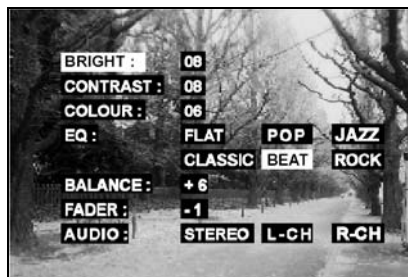 BRIGHT : 08
CONTRAST : 08
COLOUR : 06
EQ : FLAT POP JAZZ
CLASSIC BEAT ROCK
BALANCE : + 6
FADER : - 1
AUDIO : STEREO L-CH R-CH